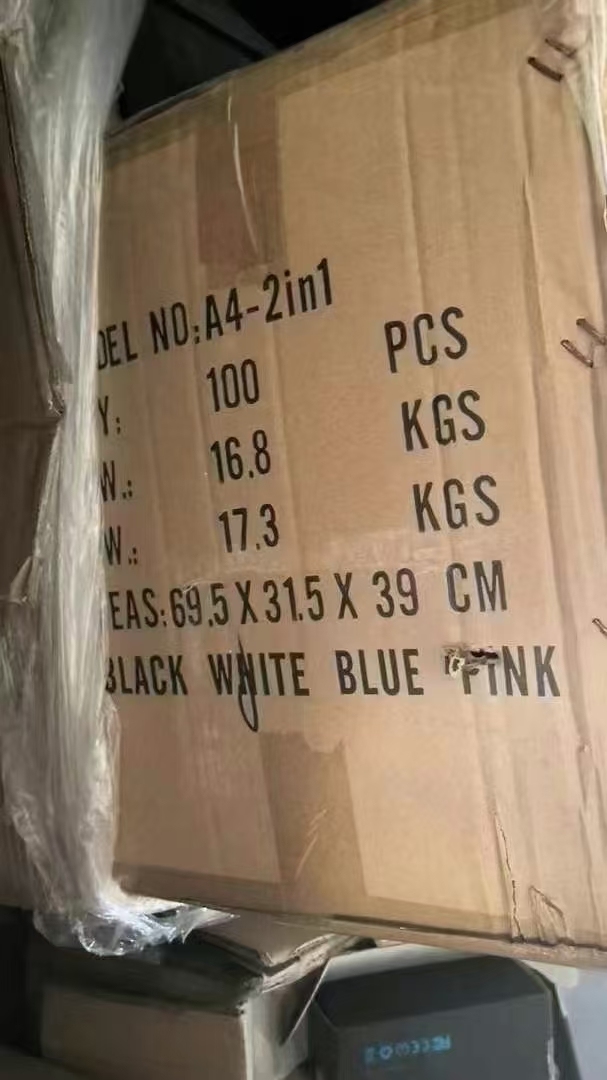 DEL NO:A4-2in1
Y: 100 PCS
W.: 16.8 KGS
W.: 17.3 KGS
EAS:69.5X31.5X 39 CM
BLACK WHITE BLUE PINK